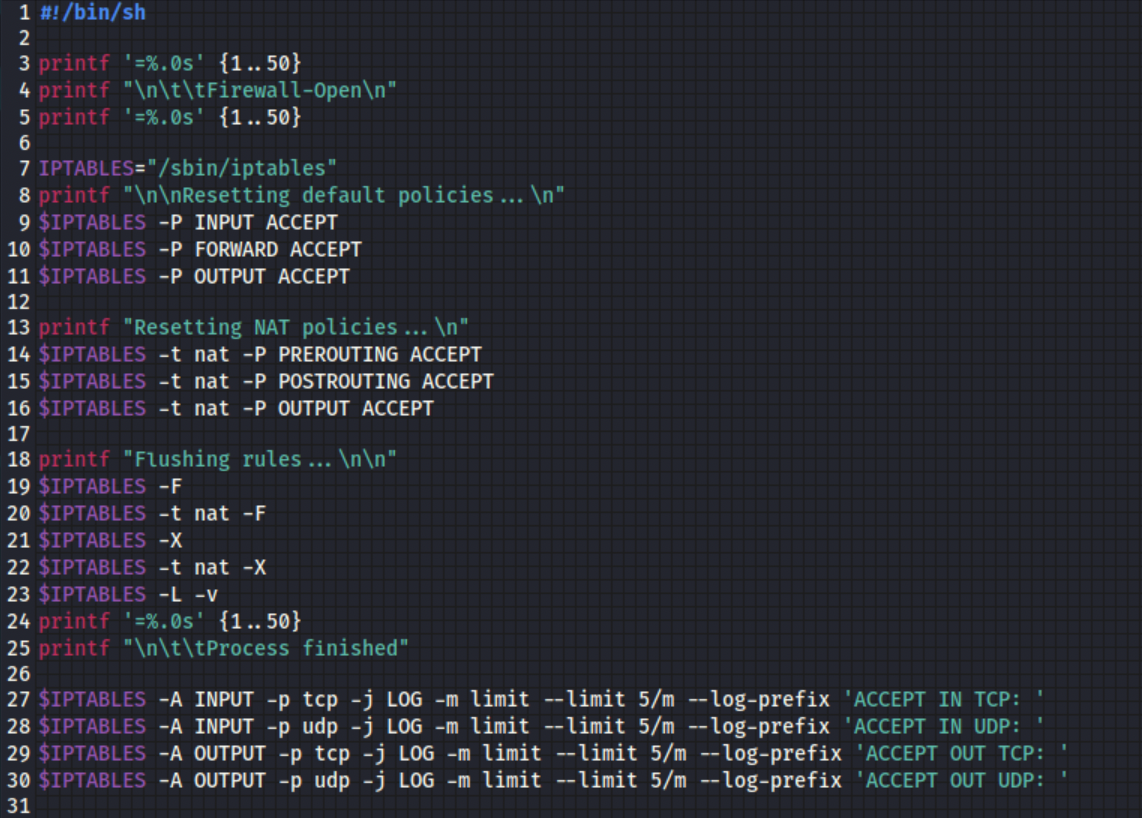 1 #!/bin/sh
2
3 printf '=%.0s' {1..50}
4 printf "\n\t\tFirewall-Open\n"
5 printf '=%.0s' {1..50}
6
7 IPTABLES="/sbin/iptables"
8 printf "\n\nResetting default policies...\n"
9 $IPTABLES -P INPUT ACCEPT
10 $IPTABLES -P FORWARD ACCEPT
11 $IPTABLES -P OUTPUT ACCEPT
12
13 printf "Resetting NAT policies...\n"
14 $IPTABLES -t nat -P PREROUTING ACCEPT
15 $IPTABLES -t nat -P POSTROUTING ACCEPT
16 $IPTABLES -t nat -P OUTPUT ACCEPT
17
18 printf "Flushing rules...\n\n"
19 $IPTABLES -F
20 $IPTABLES -t nat -F
21 $IPTABLES -X
22 $IPTABLES -t nat -X
23 $IPTABLES -L -v
24 printf '=%.0s' {1..50}
25 printf "\n\t\tProcess finished"
26
27 $IPTABLES -A INPUT -p tcp -j LOG -m limit --limit 5/m --log-prefix 'ACCEPT IN TCP: '
28 $IPTABLES -A INPUT -p udp -j LOG -m limit --limit 5/m --log-prefix 'ACCEPT IN UDP: '
29 $IPTABLES -A OUTPUT -p tcp -j LOG -m limit --limit 5/m --log-prefix 'ACCEPT OUT TCP: '
30 $IPTABLES -A OUTPUT -p udp -j LOG -m limit --limit 5/m --log-prefix 'ACCEPT OUT UDP: '
31